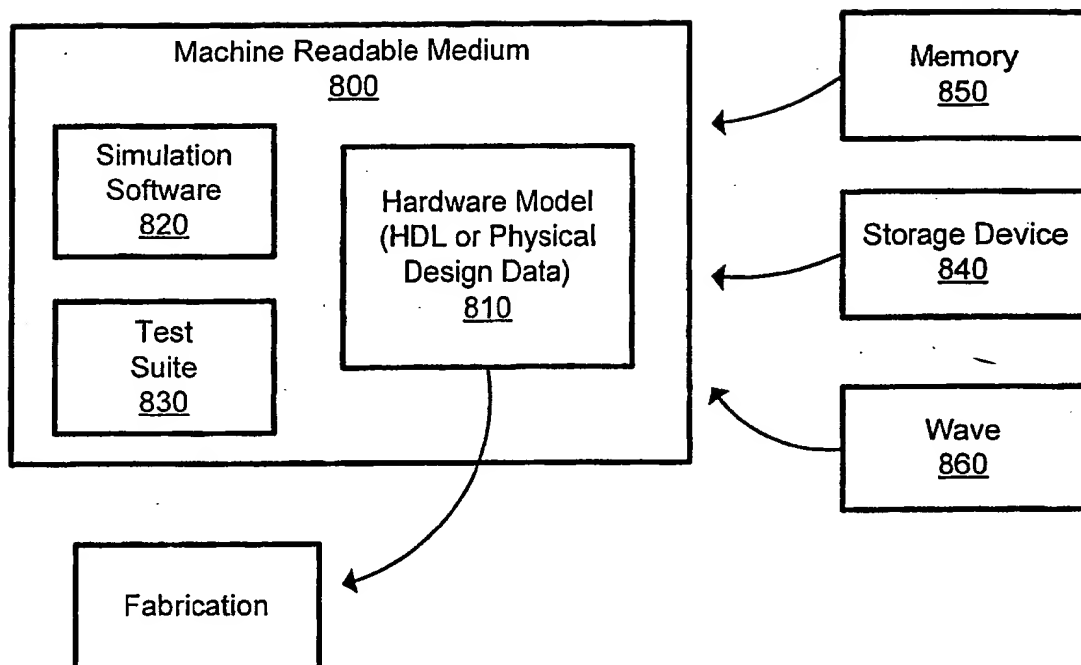 Machine Readable Medium
800
Simulation
Software
820
Test
Suite
830
Hardware Model
(HDL or Physical
Design Data)
810
Memory
850
Storage Device
840
Wave
860
Fabrication